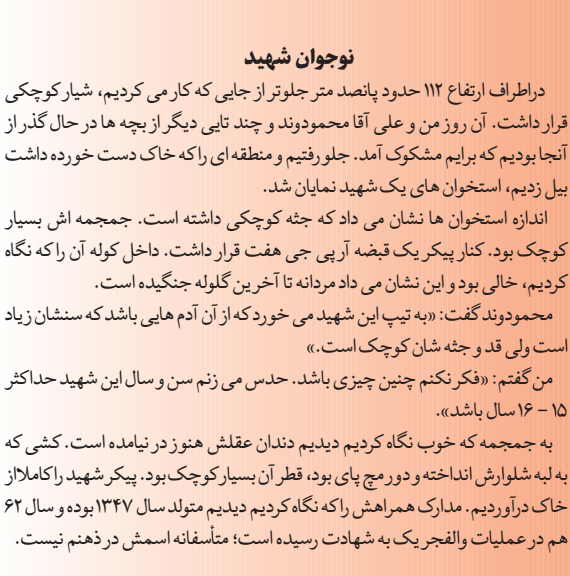 نوجوان شهید
دراطراف ارتفاع ۱۱۲ حدود پانصد متر جلوتر از جایی که کار می کردیم، شیار کوچکی
قرار داشت. آن روز من و علی آقا محمودوند و چند تایی دیگر از بچه ها در حال گذر از
آنجا بودیم که برایم مشکوک آمد. جلو رفتیم و منطقه ای را که خاک دست خورده داشت
بیل زدیم، استخوان های یک شهید نمایان شد.
اندازه استخوان ها نشان می داد که جثه کوچکی داشته است. جمجمه اش بسیار
کوچک بود. کنار پیکر یک قبضه آر پی جی هفت قرار داشت. داخل کوله آن را که نگاه
کردیم، خالی بود و این نشان می داد مردانه تا آخرین گلوله جنگیده است.
محمودوند گفت: «به تیپ این شهید می خورد که از آن آدم هایی باشد که سنشان زیاد
است ولی قد و جثه شان کوچک است.»
من گفتم: «فکر نکنم چنین چیزی باشد. حدس می زنم سن و سال این شهید حداکثر
۱۵ – ۱۶ سال باشد».
به جمجمه که خوب نگاه کردیم دیدیم دندان عقلش هنوز در نیامده است. کشی که
به لبه شلوارش انداخته و دور مچ پای بود، قطر آن بسیار کوچک بود. پیکر شهید را کاملا از
خاک درآوردیم. مدارک همراهش را که نگاه کردیم دیدیم متولد سال ۱۳۴۷ بوده و سال ۶۲
هم در عملیات والفجر یک به شهادت رسیده است؛ متأسفانه اسمش در ذهنم نیست.